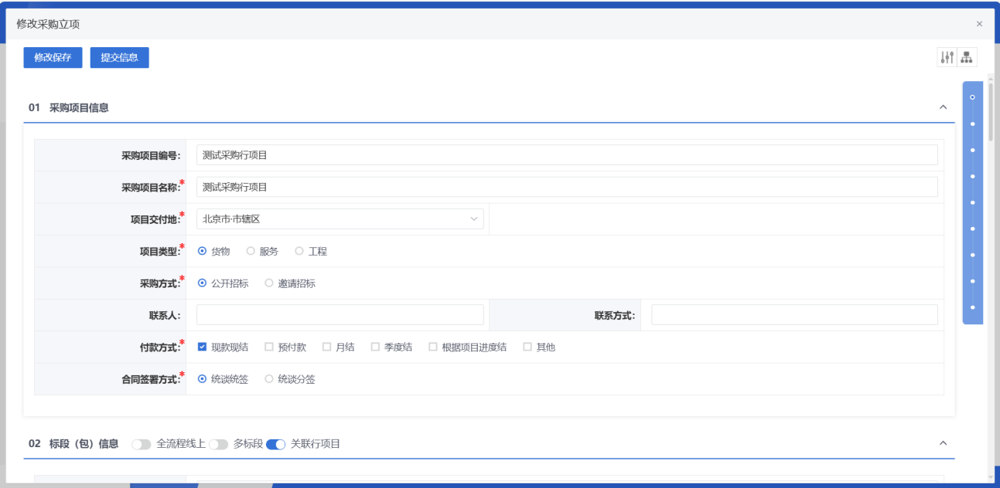 修改采购立项 ×
修改保存 提交信息
01 采购项目信息
采购项目编号: 测试采购行项目
采购项目名称:* 测试采购行项目
项目交付地:* 北京市·市辖区
项目类型:* 货物 服务 工程
采购方式:* 公开招标 邀请招标
联系人: 联系方式:
付款方式:* 现款现结 预付款 月结 季度结 根据项目进度结 其他
合同签署方式:* 统谈统签 统谈分签
02 标段（包）信息 全流程线上 多标段 关联行项目